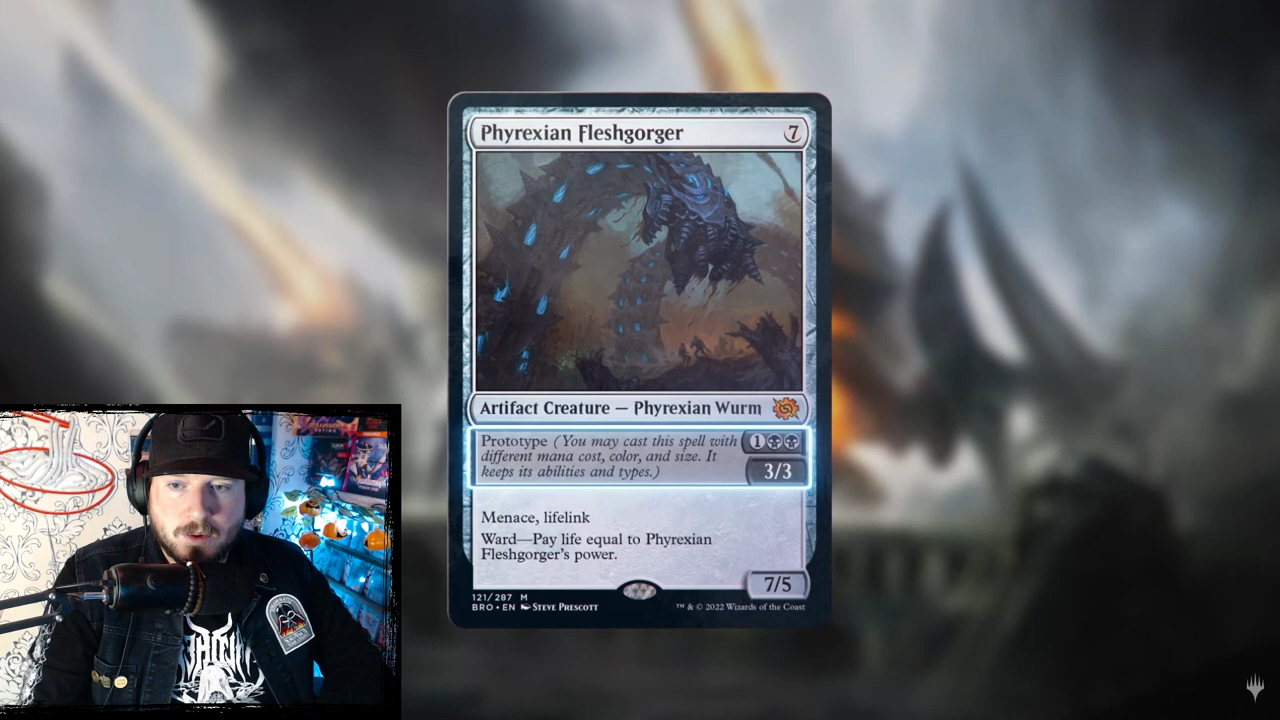 Phyrexian Fleshgorger 7
Artifact Creature — Phyrexian Wurm
Prototype (You may cast this spell with 1
different mana cost, color, and size. It
keeps its abilities and types.) 3/3
Menace, lifelink
Ward—Pay life equal to Phyrexian
Fleshgorger's power.
7/5
121/287 M
BRO • EN STEVE PRESCOTT ™ & © 2022 Wizards of the Coast